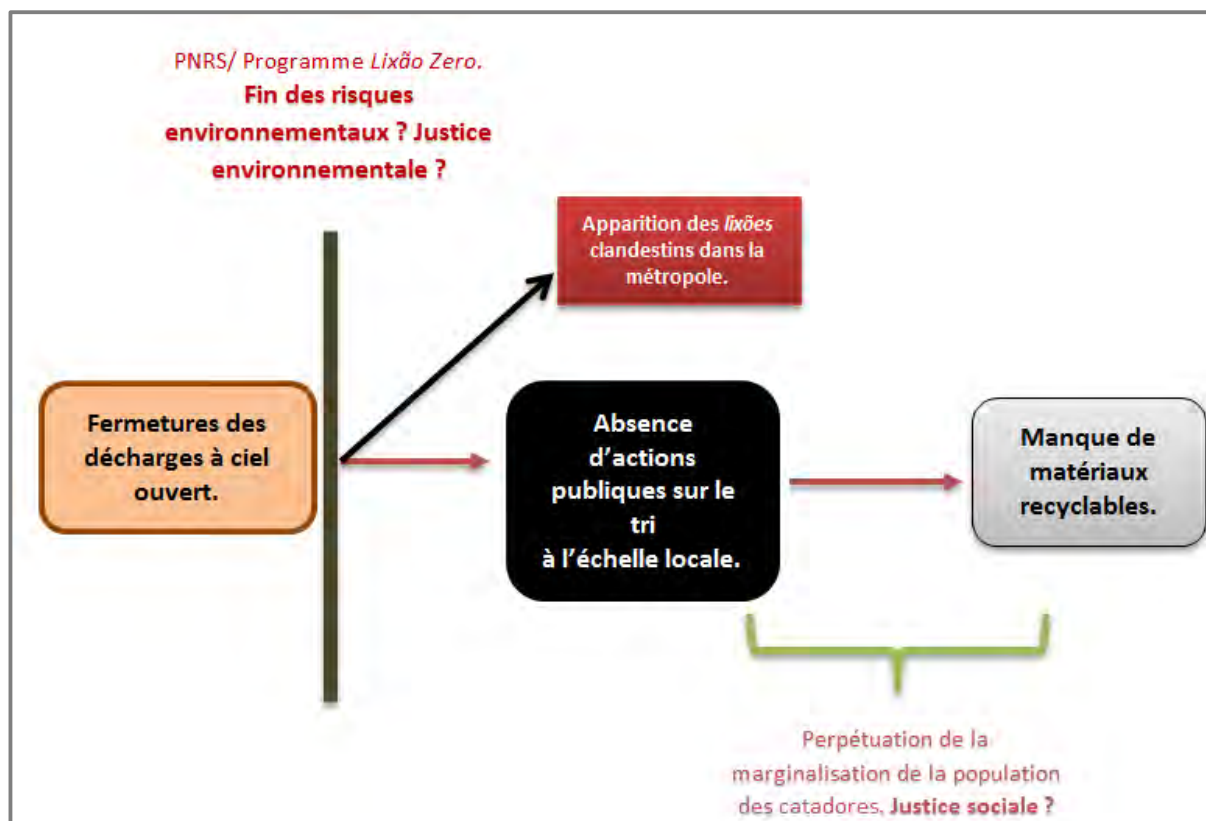 PNRS/ Programme Lixão Zero.
Fin des risques
environnementaux ? Justice
environnementale ?
Apparition des lixões
clandestins dans la
métropole.
Fermetures des
décharges à ciel
ouvert.
Absence
d’actions
publiques sur le
tri
à l’échelle locale.
Manque de
matériaux
recyclables.
Perpétuation de la
marginalisation de la population
des catadores. Justice sociale ?